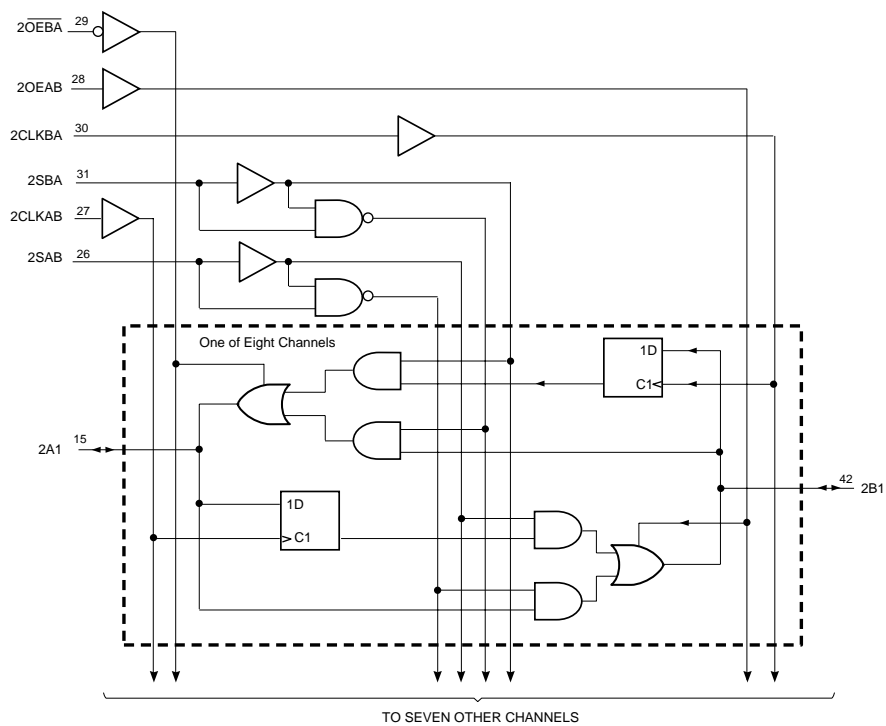 2OEBA 29
2OEAB 28
2CLKBA 30
2SBA 31
2CLKAB 27
2SAB 26
One of Eight Channels
1D
C1
2A1 15
42 2B1
1D
C1
TO SEVEN OTHER CHANNELS